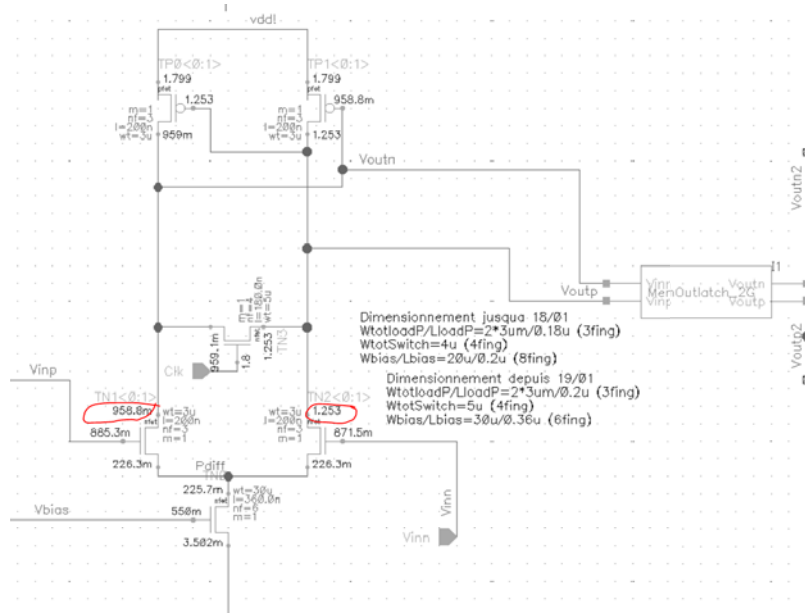 vddl
TP0<0:1>
TP1<0:1>
1.799
1.799
pfet
pfet
1.253
958.8m
m=1
nf=3
l=200n
wt=3u
m=1
nf=3
l=200n
wt=3u
959m
1.253
Voutn
Voutn2
I1
Vinr
Voutn
MemOutlatch_2G
Vinp
Voutp
Voutp
Voutp2
m=1
nf=4
l=180.0n
wt=5u
TN3
959.1m
1.8
1.253
Clk
Dimensionnement jusqua 18/01
WtotloadP/LloadP=2*3um/0.18u (3fing)
WtotSwitch=4u (4fing)
Wbias/Lbias=20u/0.2u (8fing)
Dimensionnement depuis 19/01
WtotloadP/LloadP=2*3um/0.2u (3fing)
WtotSwitch=5u (4fing)
Wbias/Lbias=30u/0.36u (6fing)
Vinp
TN1<0:1>
TN2<0:1>
958.8m
wt=3u
l=200n
nf=3
m=1
wt=3u
l=200n
nf=3
m=1
1.253
885.3m
871.5m
226.3m
226.3m
Pdiff
225.7m
wt=30u
l=360.0n
nf=6
m=1
Vbias
550m
3.502m
Vinn
Vinn